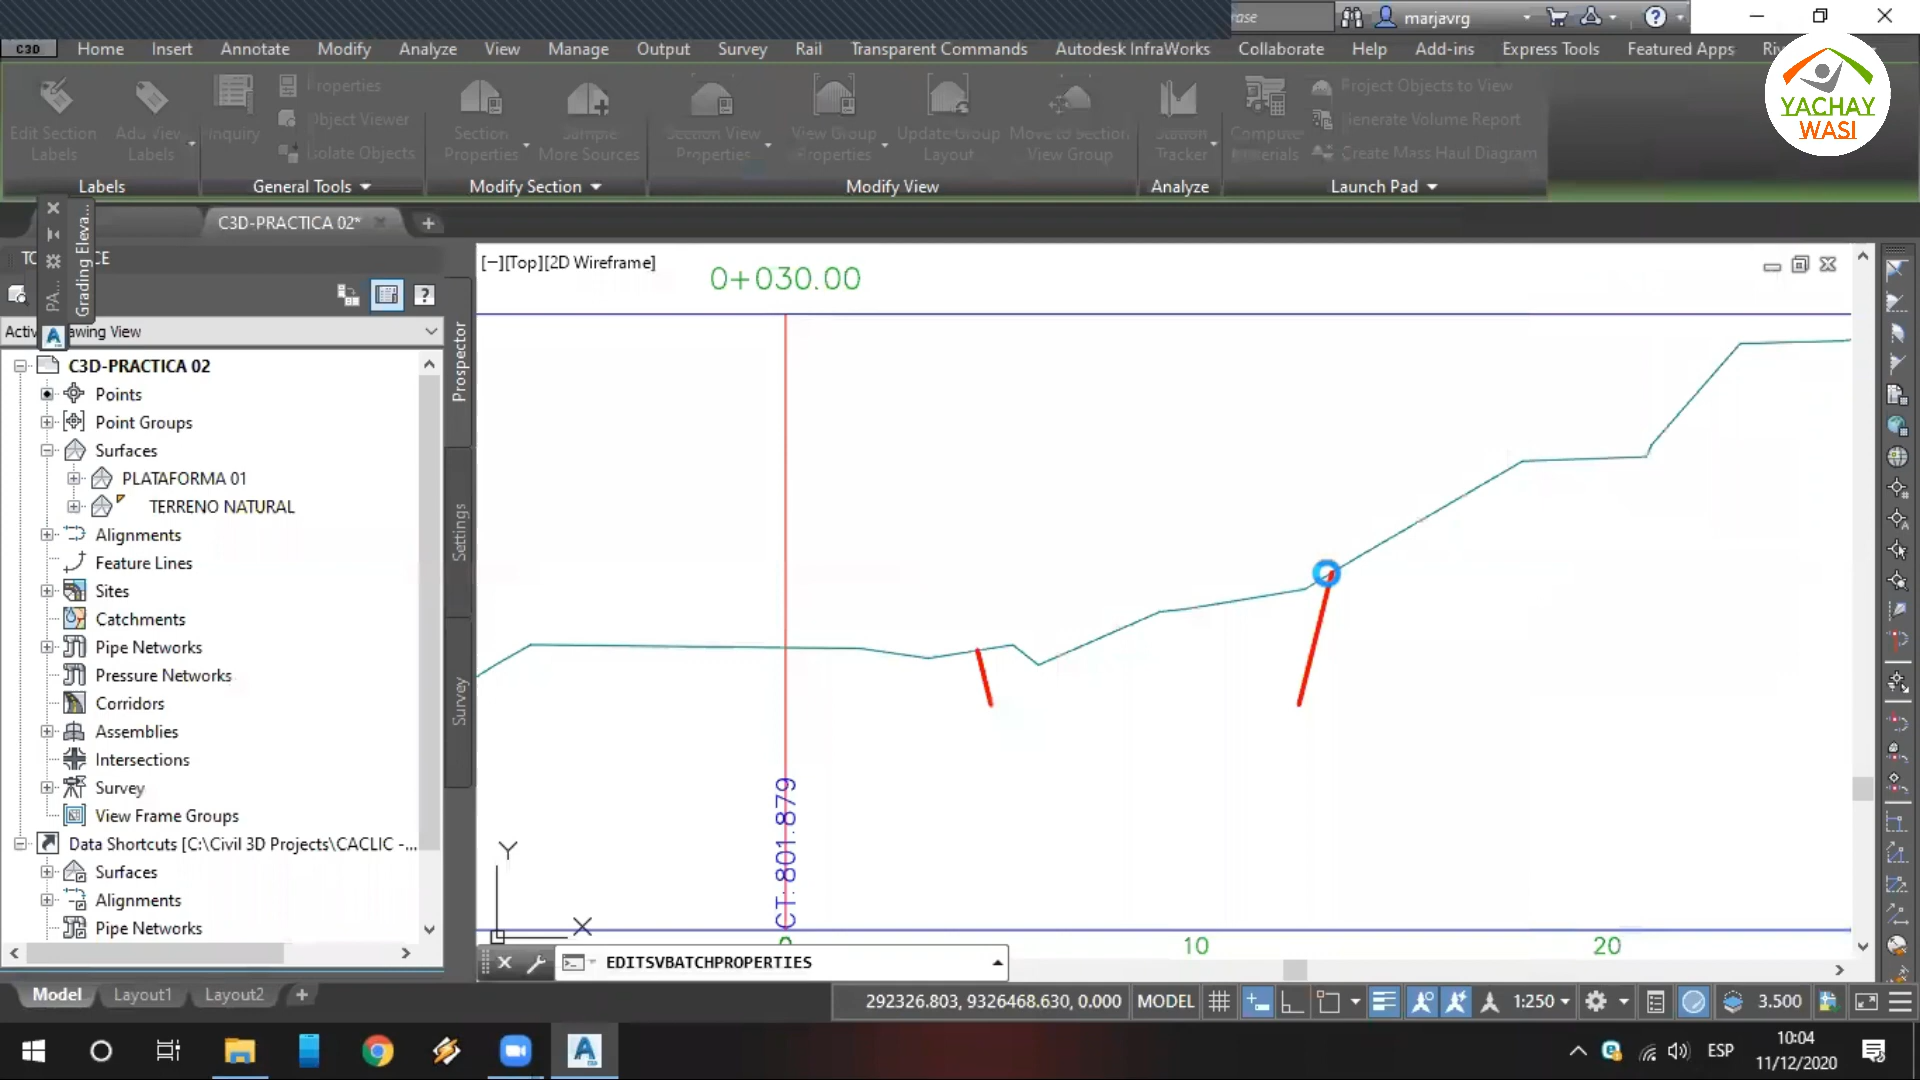 marjavrg
C3D Home Insert Annotate Modify Analyze View Manage Output Survey Rail Transparent Commands Autodesk InfraWorks Collaborate Help Add-ins Express Tools Featured Apps
YACHAY
WASI
Edit Section
Labels
Add View
Labels
Inquiry
Properties
Object Viewer
Isolate Objects
Section
Properties
Sample
More Sources
Section View
Properties
View Group
Properties
Update Group
Layout
Move to Section
View Group
Station
Tracker
Compute
Materials
Project Objects to View
Generate Volume Report
Create Mass Haul Diagram
Labels General Tools Modify Section Modify View Analyze Launch Pad
C3D-PRACTICA 02*
Grading Eleva...
PA...
Prospector
Settings
Survey
C3D-PRACTICA 02
Points
Point Groups
Surfaces
PLATAFORMA 01
TERRENO NATURAL
Alignments
Feature Lines
Sites
Catchments
Pipe Networks
Pressure Networks
Corridors
Assemblies
Intersections
Survey
View Frame Groups
Data Shortcuts [C:\Civil 3D Projects\CACLIC -...
Surfaces
Alignments
Pipe Networks
[−][Top][2D Wireframe]
0+030.00
CT: 801.879
Y
X
0 10 20
EDITSVBATCHPROPERTIES
Model Layout1 Layout2
292326.803, 9326468.630, 0.000 MODEL 1:250 3.500
ESP
10:04
11/12/2020